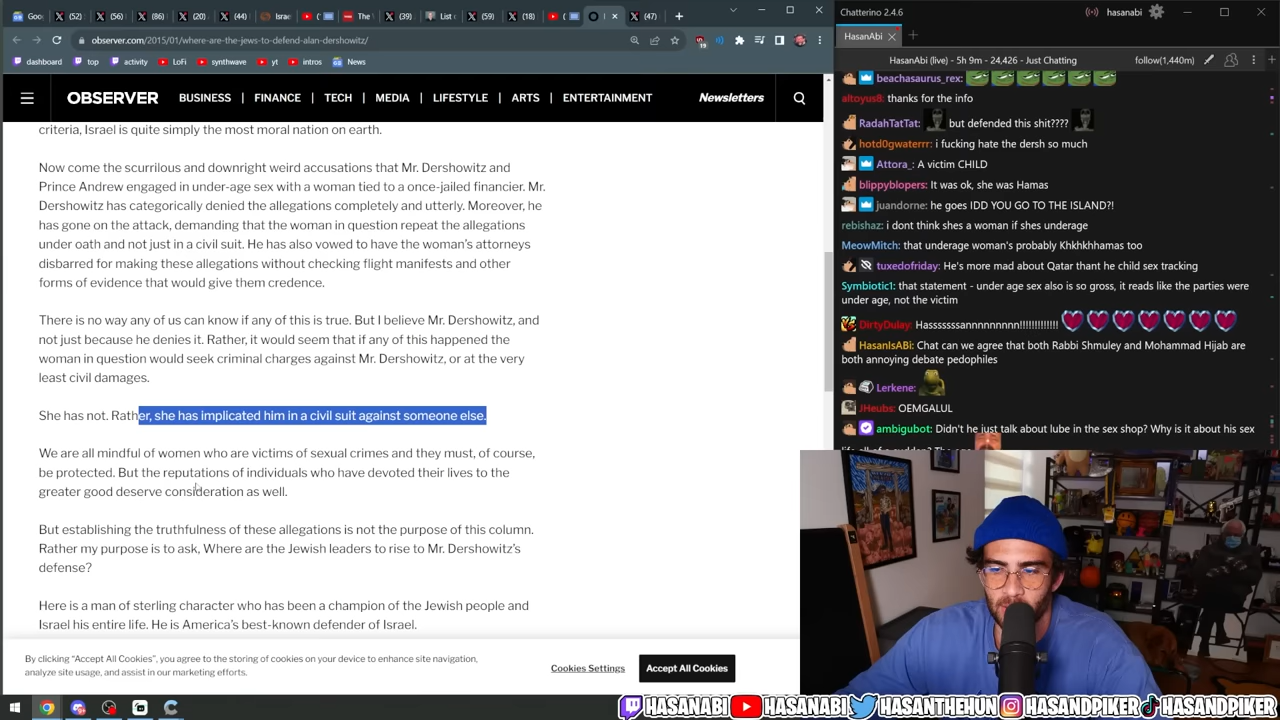 Goo
(52)
(56)
(86)
(20)
(44)
Israe
(
The
(39)
List o
(59)
(18)
(
(47)
observer.com/2015/01/where-are-the-jews-to-defend-alan-dershowitz/
19
dashboard
top
activity
LoFi
synthwave
yt
intros
News
OBSERVER
BUSINESS
FINANCE
TECH
MEDIA
LIFESTYLE
ARTS
ENTERTAINMENT
Newsletters
criteria, Israel is quite simply the most moral nation on earth.
Now come the scurrilous and downright weird accusations that Mr. Dershowitz and
Prince Andrew engaged in under-age sex with a woman tied to a once-jailed financier. Mr.
Dershowitz has categorically denied the allegations completely and utterly. Moreover, he
has gone on the attack, demanding that the woman in question repeat the allegations
under oath and not just in a civil suit. He has also vowed to have the woman's attorneys
disbarred for making these allegations without checking flight manifests and other
forms of evidence that would give them credence.
There is no way any of us can know if any of this is true. But I believe Mr. Dershowitz, and
not just because he denies it. Rather, it would seem that if any of this happened the
woman in question would seek criminal charges against Mr. Dershowitz, or at the very
least civil damages.
She has not. Rather, she has implicated him in a civil suit against someone else.
We are all mindful of women who are victims of sexual crimes and they must, of course,
be protected. But the reputations of individuals who have devoted their lives to the
greater good deserve consideration as well.
But establishing the truthfulness of these allegations is not the purpose of this column.
Rather my purpose is to ask, Where are the Jewish leaders to rise to Mr. Dershowitz's
defense?
Here is a man of sterling character who has been a champion of the Jewish people and
Israel his entire life. He is America's best-known defender of Israel.
By clicking "Accept All Cookies", you agree to the storing of cookies on your device to enhance site navigation,
analyze site usage, and assist in our marketing efforts.
Cookies Settings
Accept All Cookies
Chatterino 2.4.6
hasanabi
HasanAbi
HasanAbi (live) - 5h 9m - 24,426 - Just Chatting
follow(1,440m)
beachasaurus_rex:
altoyus8: thanks for the info
RadahTatTat: but defended this shit????
hotd0gwaterrr: i fucking hate the dersh so much
Attora_: A victim CHILD
blippyblopers: It was ok, she was Hamas
juandorne: he goes IDD YOU GO TO THE ISLAND?!
rebishaz: i dont think shes a woman if shes underage
MeowMitch: that underage woman's probably Khkhkhhamas too
tuxedofriday: He's more mad about Qatar thant he child sex tracking
Symbiotic1: that statement - under age sex also is so gross, it reads like the parties were
under age, not the victim
DirtyDulay: Hasssssssannnnnnnnn!!!!!!!!!!!!!
HasanIsABi: Chat can we agree that both Rabbi Shmuley and Mohammad Hijab are
both annoying debate pedophiles
Lerkene:
JHeubs: OEMGALUL
ambigubot: Didn't he just talk about lube in the sex shop? Why is it about his sex
HASANABI
HASANABI
HASANTHEHUN
HASANDPIKER
HASANDPIKER